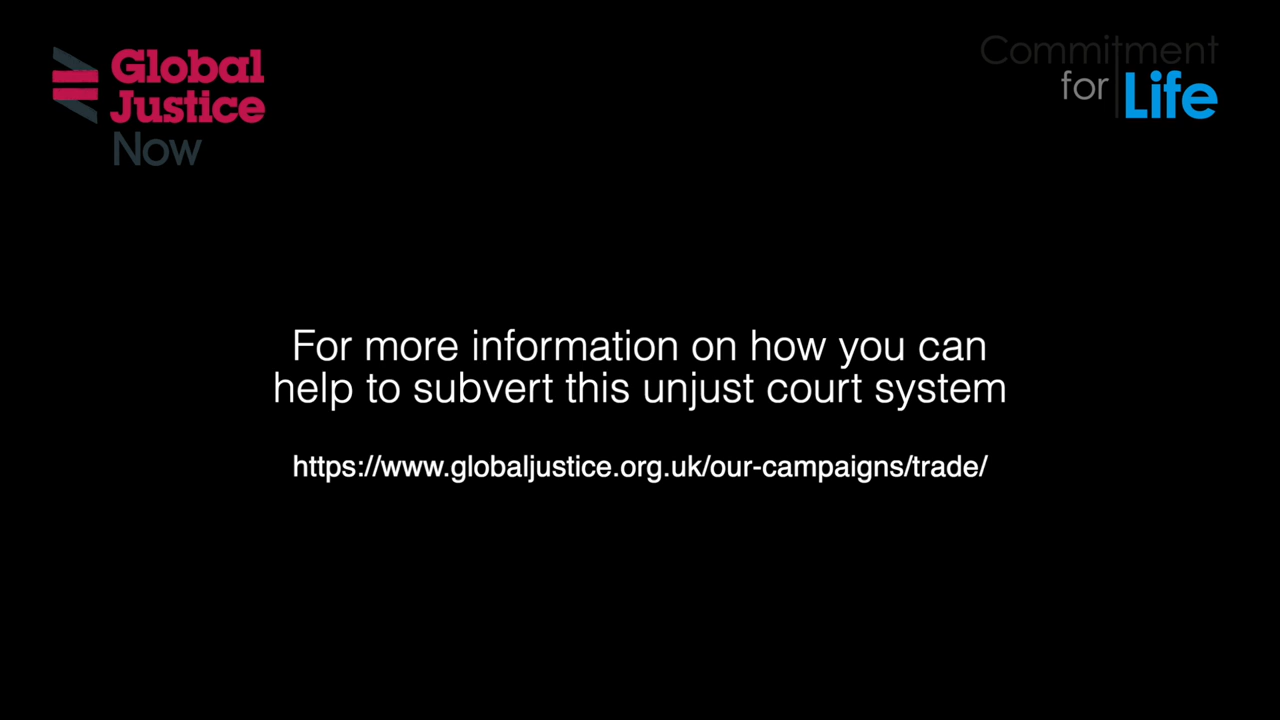 Global
Justice
Now
Commitment
for Life
For more information on how you can
help to subvert this unjust court system
https://www.globaljustice.org.uk/our-campaigns/trade/